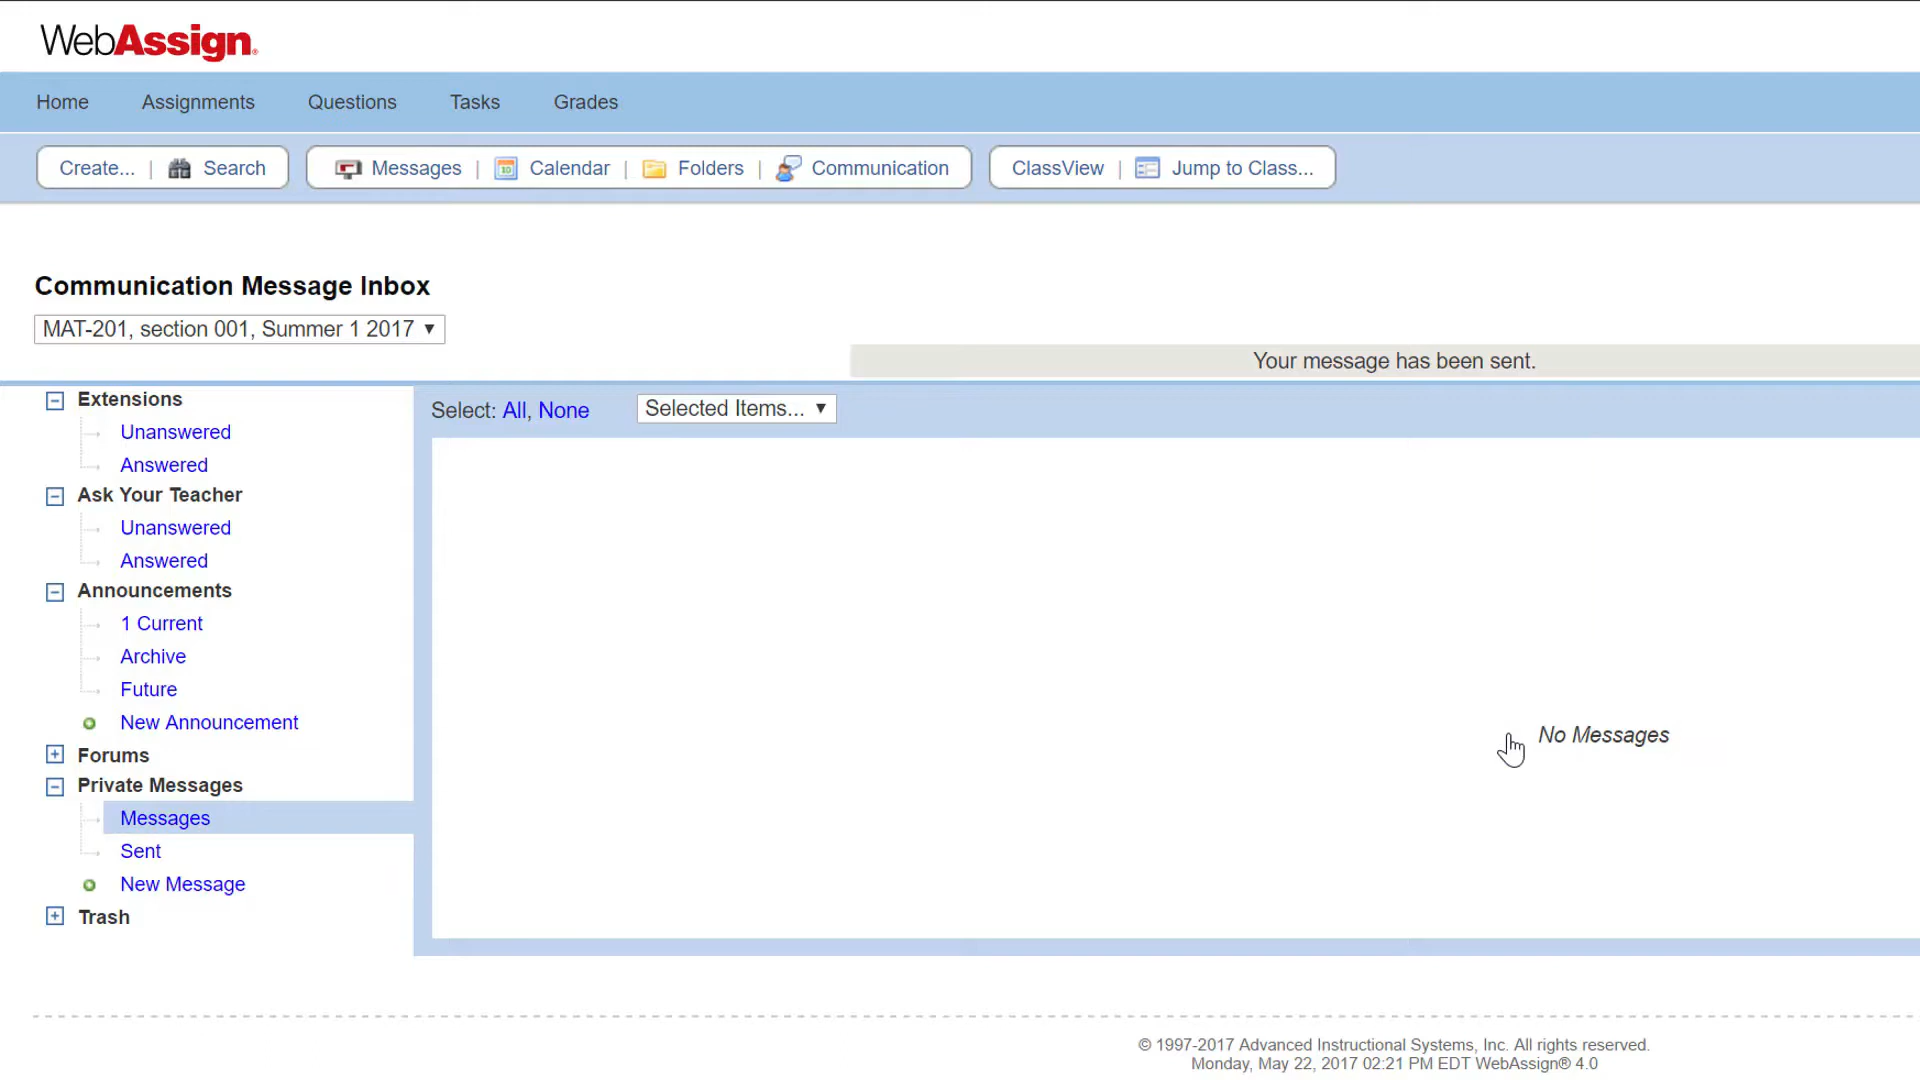 WebAssign.
Home Assignments Questions Tasks Grades
Create... | Search Messages | Calendar | Folders | Communication ClassView | Jump to Class...
Communication Message Inbox
MAT-201, section 001, Summer 1 2017
Your message has been sent.
Select: All, None Selected Items...
Extensions
Unanswered
Answered
Ask Your Teacher
Unanswered
Answered
Announcements
1 Current
Archive
Future
New Announcement
Forums
Private Messages
Messages
Sent
New Message
Trash
No Messages
© 1997-2017 Advanced Instructional Systems, Inc. All rights reserved.
Monday, May 22, 2017 02:21 PM EDT WebAssign® 4.0